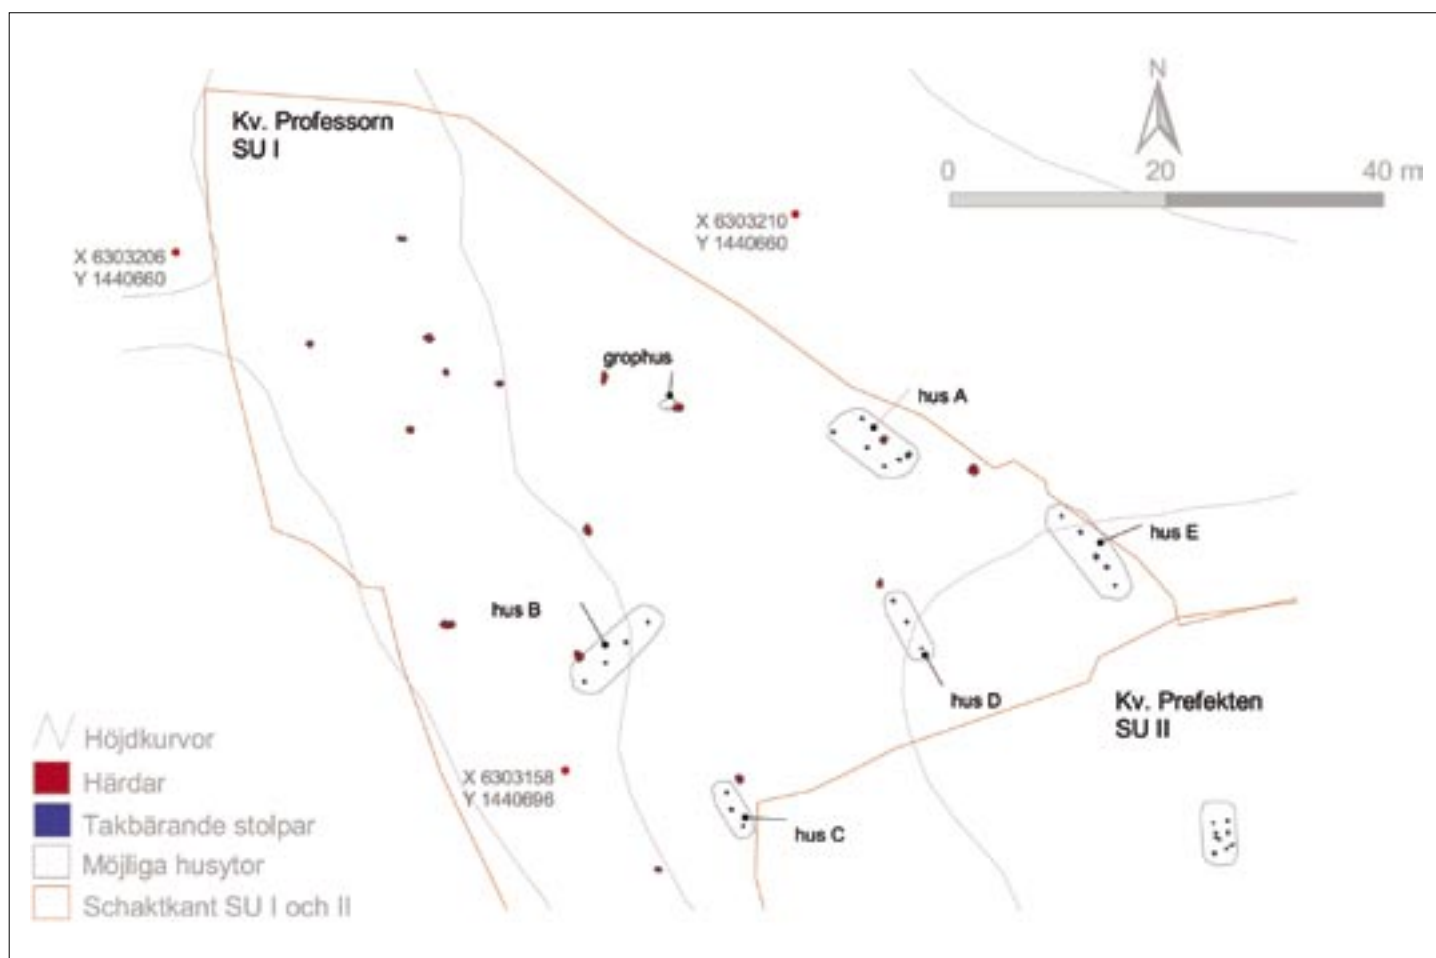 Kv. Professorn
SU I
N
0 20 40 m
X 6303210
Y 1440660
X 6303206
Y 1440660
grophus
hus A
hus E
hus B
hus D
Kv. Prefekten
SU II
X 6303158
Y 1440696
hus C
Höjdkurvor
Härdar
Takbärande stolpar
Möjliga husytor
Schaktkant SU I och II